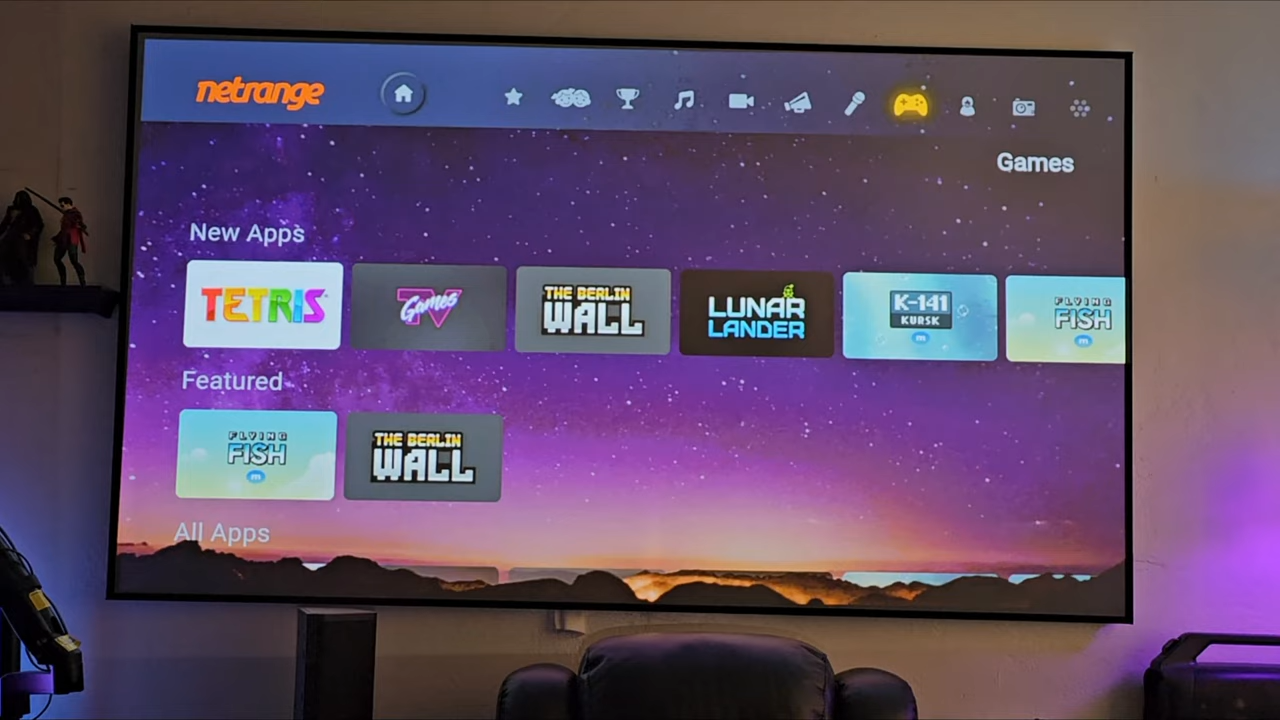 netrange
Games
New Apps
TETRIS
Games
TV
THE BERLIN
WALL
LUNAR
LANDER
K-141
KURSK
m
FLYING
FISH
m
Featured
FLYING
FISH
m
THE BERLIN
WALL
All Apps